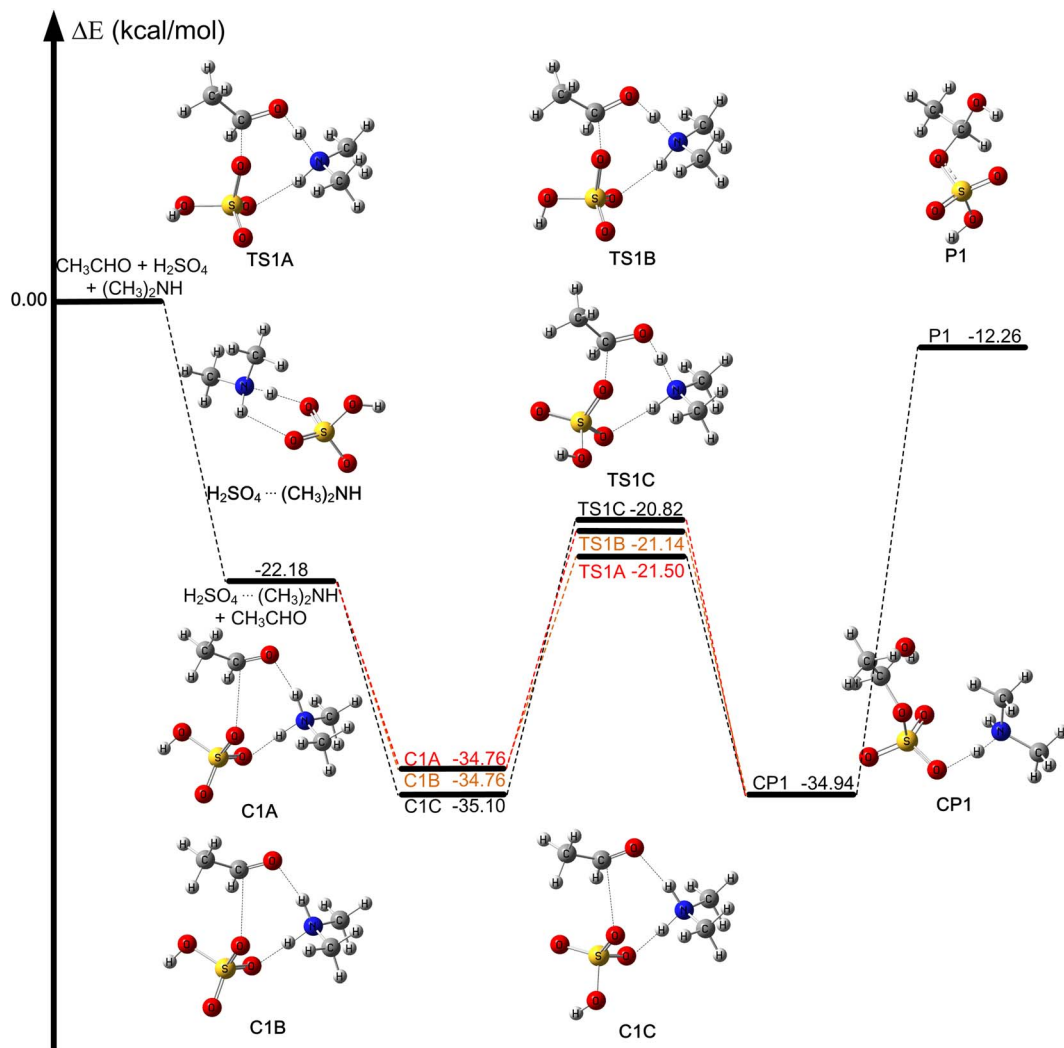 ΔE (kcal/mol)
TS1A
TS1B
P1
CH₃CHO + H₂SO₄
+ (CH₃)₂NH
0.00
P1 -12.26
H₂SO₄ ··· (CH₃)₂NH
TS1C
TS1C -20.82
TS1B -21.14
TS1A -21.50
-22.18
H₂SO₄ ··· (CH₃)₂NH
+ CH₃CHO
C1A
C1A -34.76
C1B -34.76
C1C -35.10
CP1 -34.94
CP1
C1B
C1C